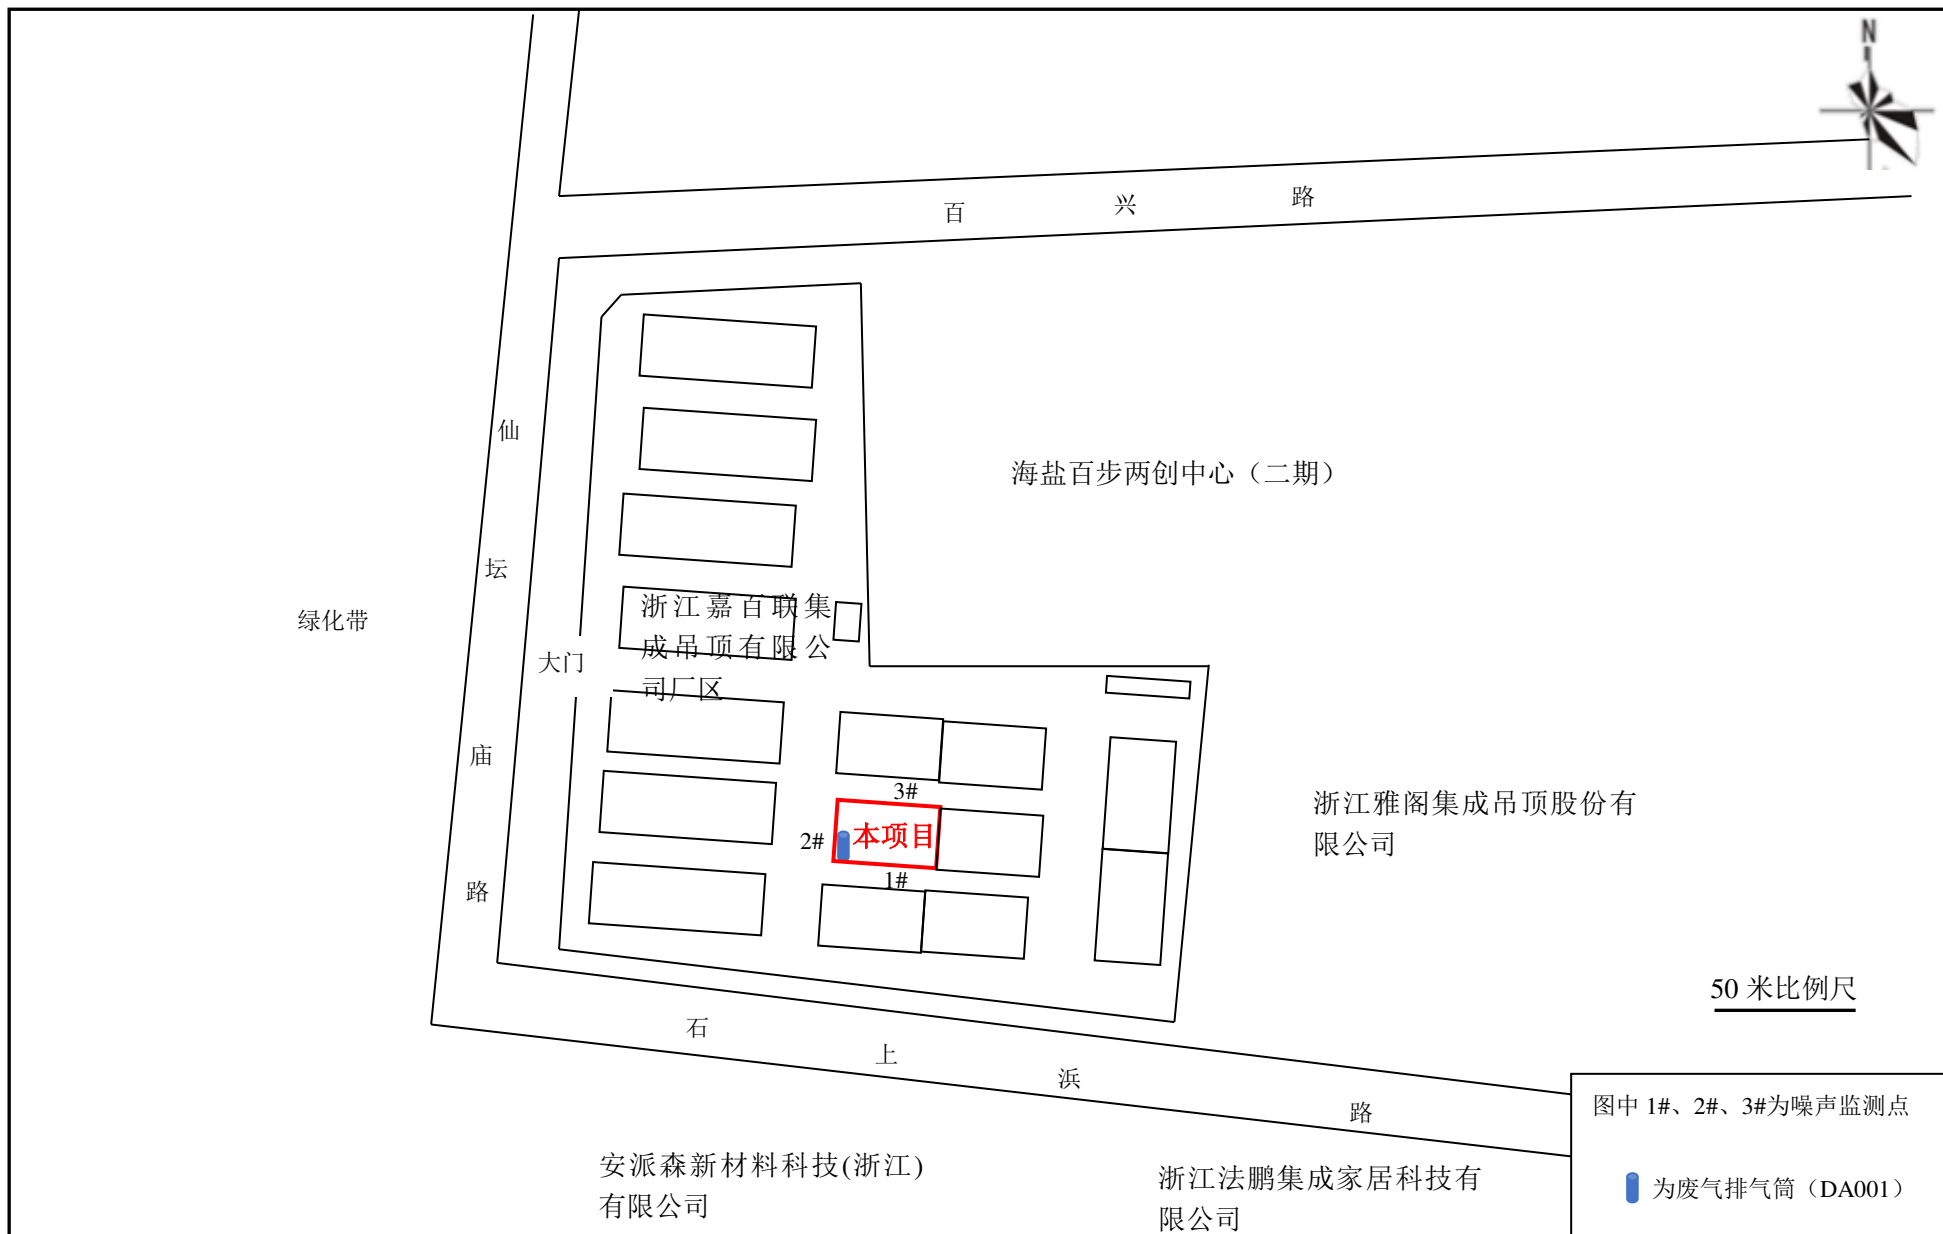 N
百兴路
仙坛庙路
海盐百步两创中心（二期）
绿化带
浙江嘉百联集
成吊顶有限公
司厂区
大门
3#
2#
本项目
1#
浙江雅阁集成吊顶股份有
限公司
50 米比例尺
石上浜路
图中 1#、2#、3#为噪声监测点
为废气排气筒（DA001）
安派森新材料科技(浙江)
有限公司
浙江法鹏集成家居科技有
限公司